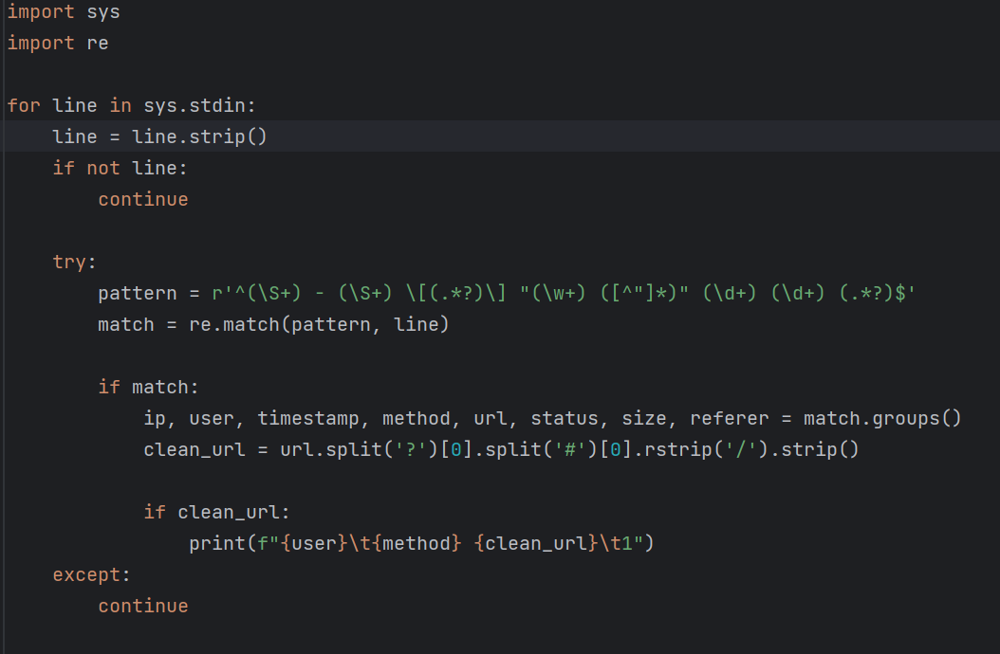 import sys
import re
for line in sys.stdin:
    line = line.strip()
    if not line:
        continue
    try:
        pattern = r'^(\S+) - (\S+) \[(.*?)\] "(\w+) ([^"]*)" (\d+) (\d+) (.*?)$'
        match = re.match(pattern, line)
        if match:
            ip, user, timestamp, method, url, status, size, referer = match.groups()
            clean_url = url.split('?')[0].split('#')[0].rstrip('/').strip()
            if clean_url:
                print(f"{user}\t{method} {clean_url}\t1")
    except:
        continue